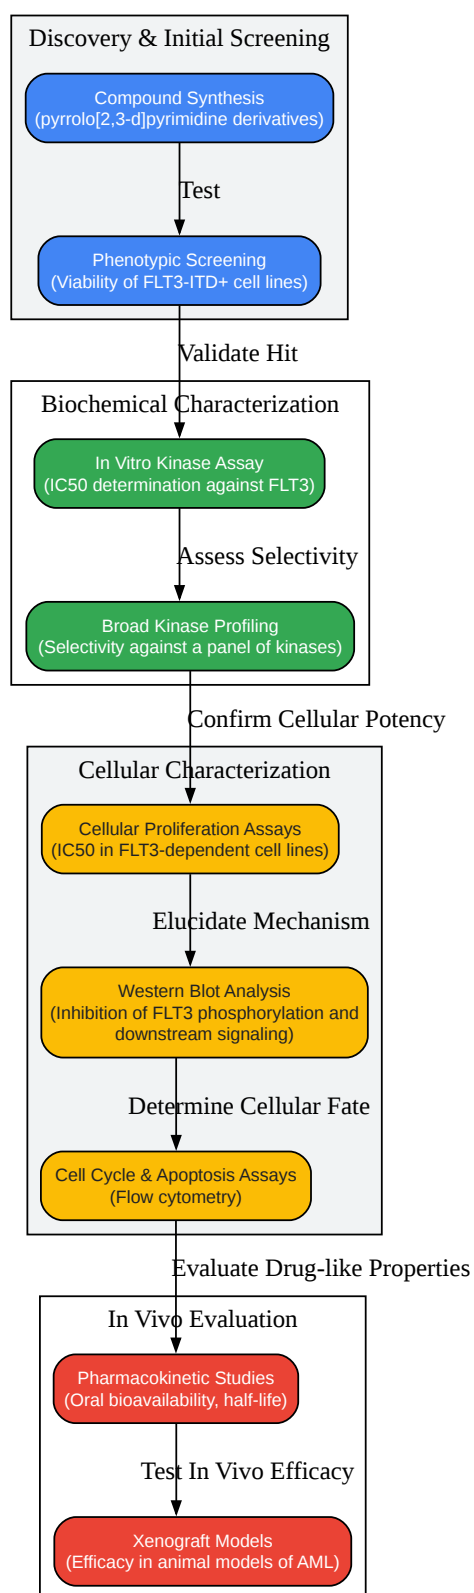 Discovery & Initial Screening
Compound Synthesis
(pyrrolo[2,3-d]pyrimidine derivatives)
Test
Phenotypic Screening
(Viability of FLT3-ITD+ cell lines)
Validate Hit
Biochemical Characterization
In Vitro Kinase Assay
(IC50 determination against FLT3)
Assess Selectivity
Broad Kinase Profiling
(Selectivity against a panel of kinases)
Confirm Cellular Potency
Cellular Characterization
Cellular Proliferation Assays
(IC50 in FLT3-dependent cell lines)
Elucidate Mechanism
Western Blot Analysis
(Inhibition of FLT3 phosphorylation and
downstream signaling)
Determine Cellular Fate
Cell Cycle & Apoptosis Assays
(Flow cytometry)
Evaluate Drug-like Properties
In Vivo Evaluation
Pharmacokinetic Studies
(Oral bioavailability, half-life)
Test In Vivo Efficacy
Xenograft Models
(Efficacy in animal models of AML)